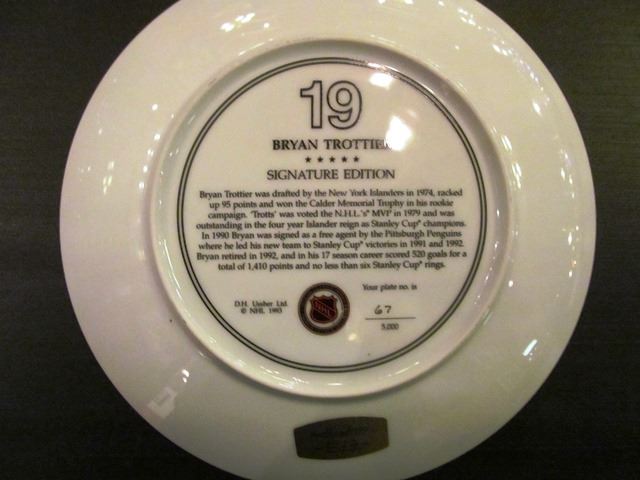 19
BRYAN TROTTIER
★★★★★
SIGNATURE EDITION
Bryan Trottier was drafted by the New York Islanders in 1974, racked
up 95 points and won the Calder Memorial Trophy in his rookie
campaign. 'Trotts' was voted the N.H.L.'s® MVP in 1979 and was
outstanding in the four year Islander reign as Stanley Cup® champions.
In 1990 Bryan was signed as a free agent by the Pittsburgh Penguins
where he led his new team to Stanley Cup® victories in 1991 and 1992.
Bryan retired in 1992, and in his 17 season career scored 520 goals for a
total of 1,410 points and no less than six Stanley Cup® rings.
Your plate no. is
D.H. Ussher Ltd.
© NHL 1993
NHL
67
5,000